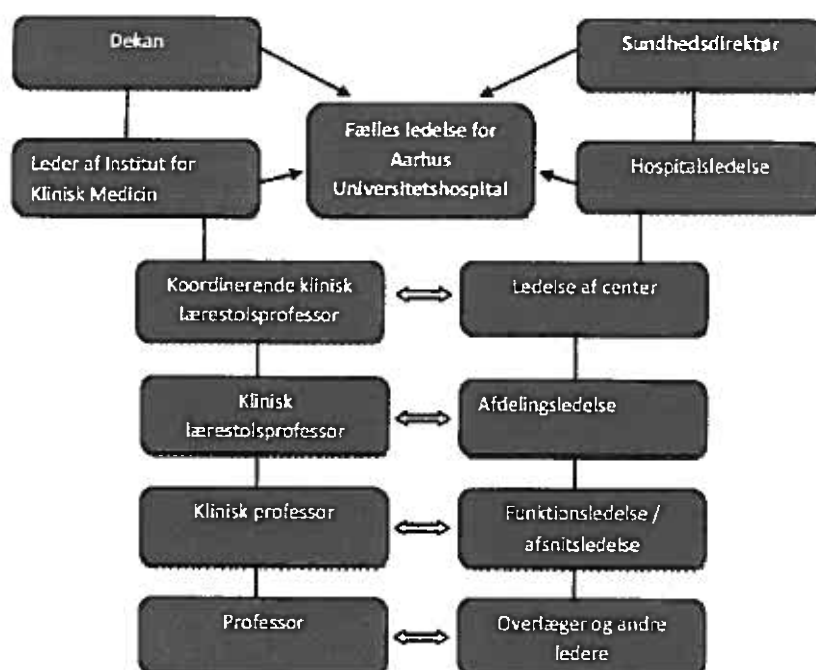 Dekan
Sundhedsdirektør
Fælles ledelse for
Aarhus
Universitetshospital
Leder af Institut for
Klinisk Medicin
Hospitalsledelse
Koordinerende klinisk
lærestolsprofessor
Ledelse af center
Klinisk
lærestolsprofessor
Afdelingsledelse
Klinisk professor
Funktionsledelse /
afsnitsledelse
Professor
Overlæger og andre
ledere